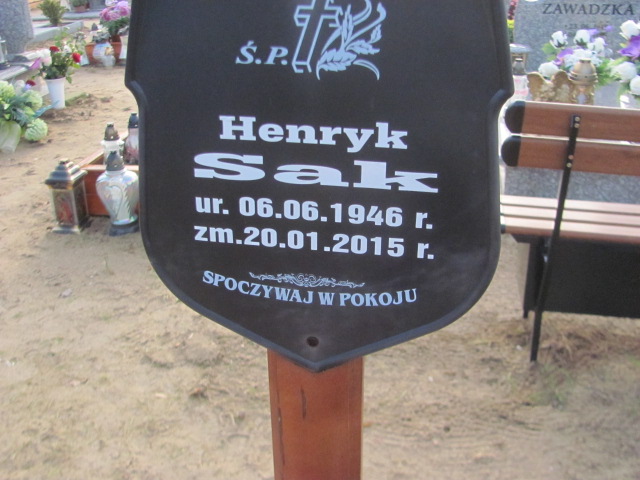 ZAWADZKA
Ś.P.
Henryk
Sak
ur. 06.06.1946 r.
zm.20.01.2015 r.
SPOCZYWAJ W POKOJU